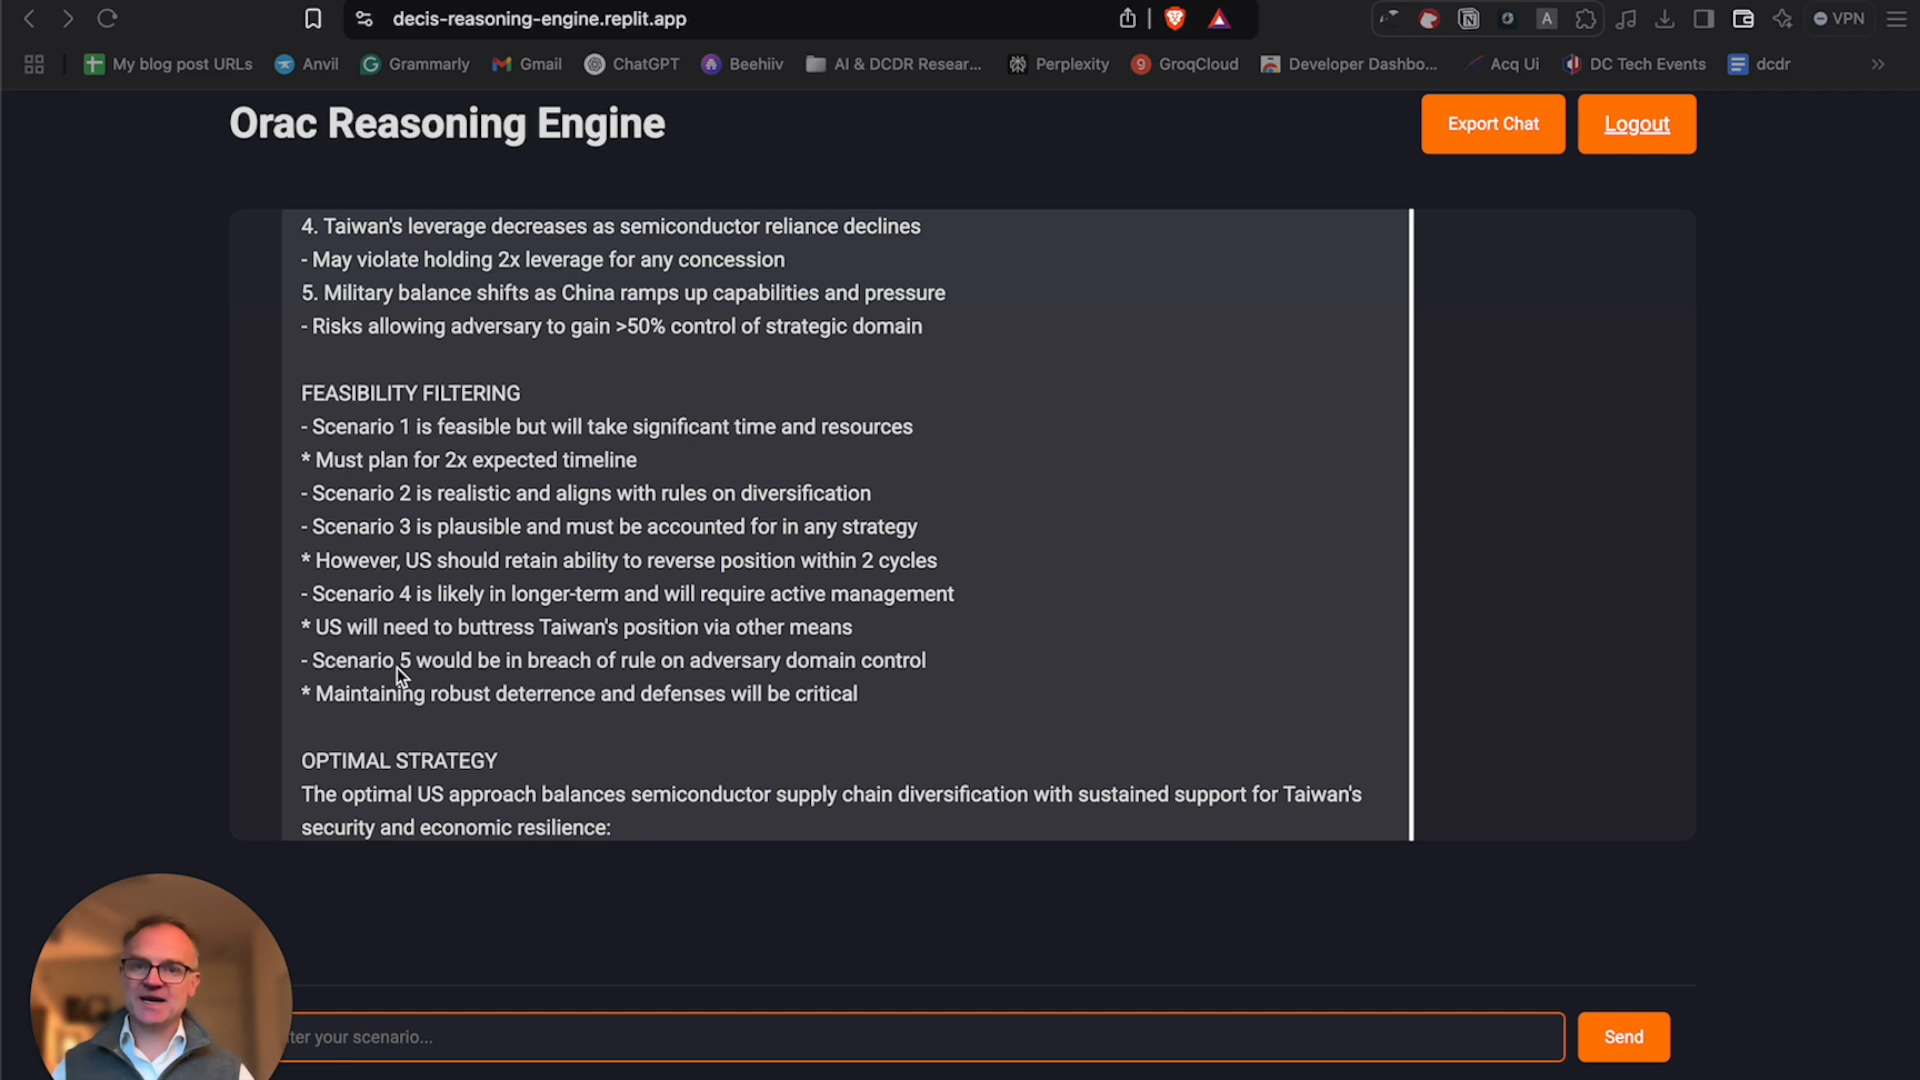 decis-reasoning-engine.replit.app
VPN
My blog post URLs
Anvil
Grammarly
Gmail
ChatGPT
Beehiiv
AI & DCDR Resear...
Perplexity
GroqCloud
Developer Dashbo...
Acq Ui
DC Tech Events
dcdr
Orac Reasoning Engine
Export Chat
Logout
4. Taiwan's leverage decreases as semiconductor reliance declines
- May violate holding 2x leverage for any concession
5. Military balance shifts as China ramps up capabilities and pressure
- Risks allowing adversary to gain >50% control of strategic domain
FEASIBILITY FILTERING
- Scenario 1 is feasible but will take significant time and resources
* Must plan for 2x expected timeline
- Scenario 2 is realistic and aligns with rules on diversification
- Scenario 3 is plausible and must be accounted for in any strategy
* However, US should retain ability to reverse position within 2 cycles
- Scenario 4 is likely in longer-term and will require active management
* US will need to buttress Taiwan's position via other means
- Scenario 5 would be in breach of rule on adversary domain control
* Maintaining robust deterrence and defenses will be critical
OPTIMAL STRATEGY
The optimal US approach balances semiconductor supply chain diversification with sustained support for Taiwan's
security and economic resilience:
ter your scenario...
Send